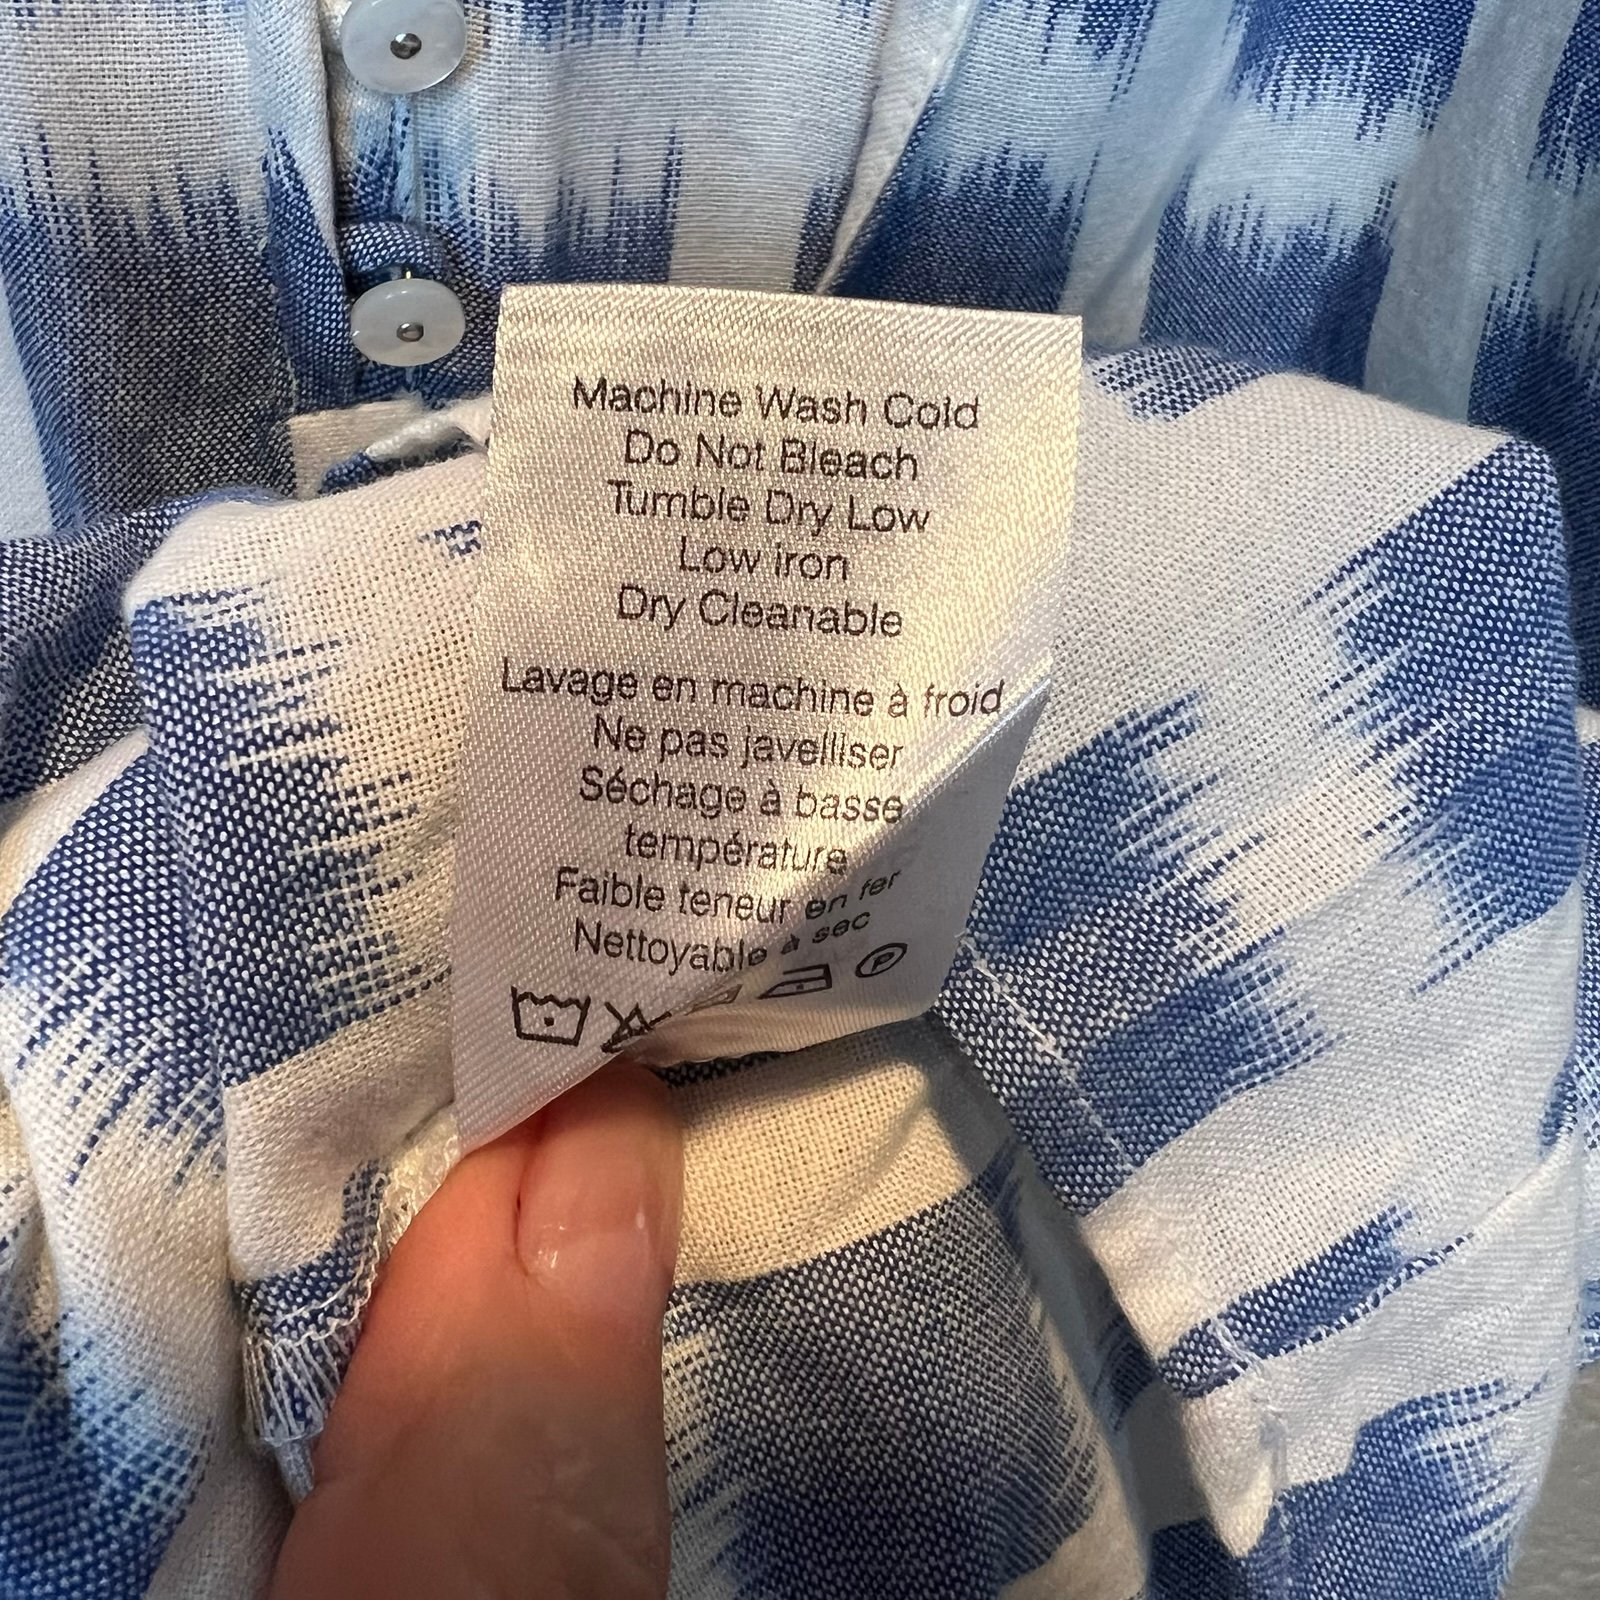 Machine Wash Cold
Do Not Bleach
Tumble Dry Low
Low iron
Dry Cleanable
Lavage en machine à froid
Ne pas javelliser
Séchage à basse
température
Faible teneur en fer
Nettoyable à sec
P